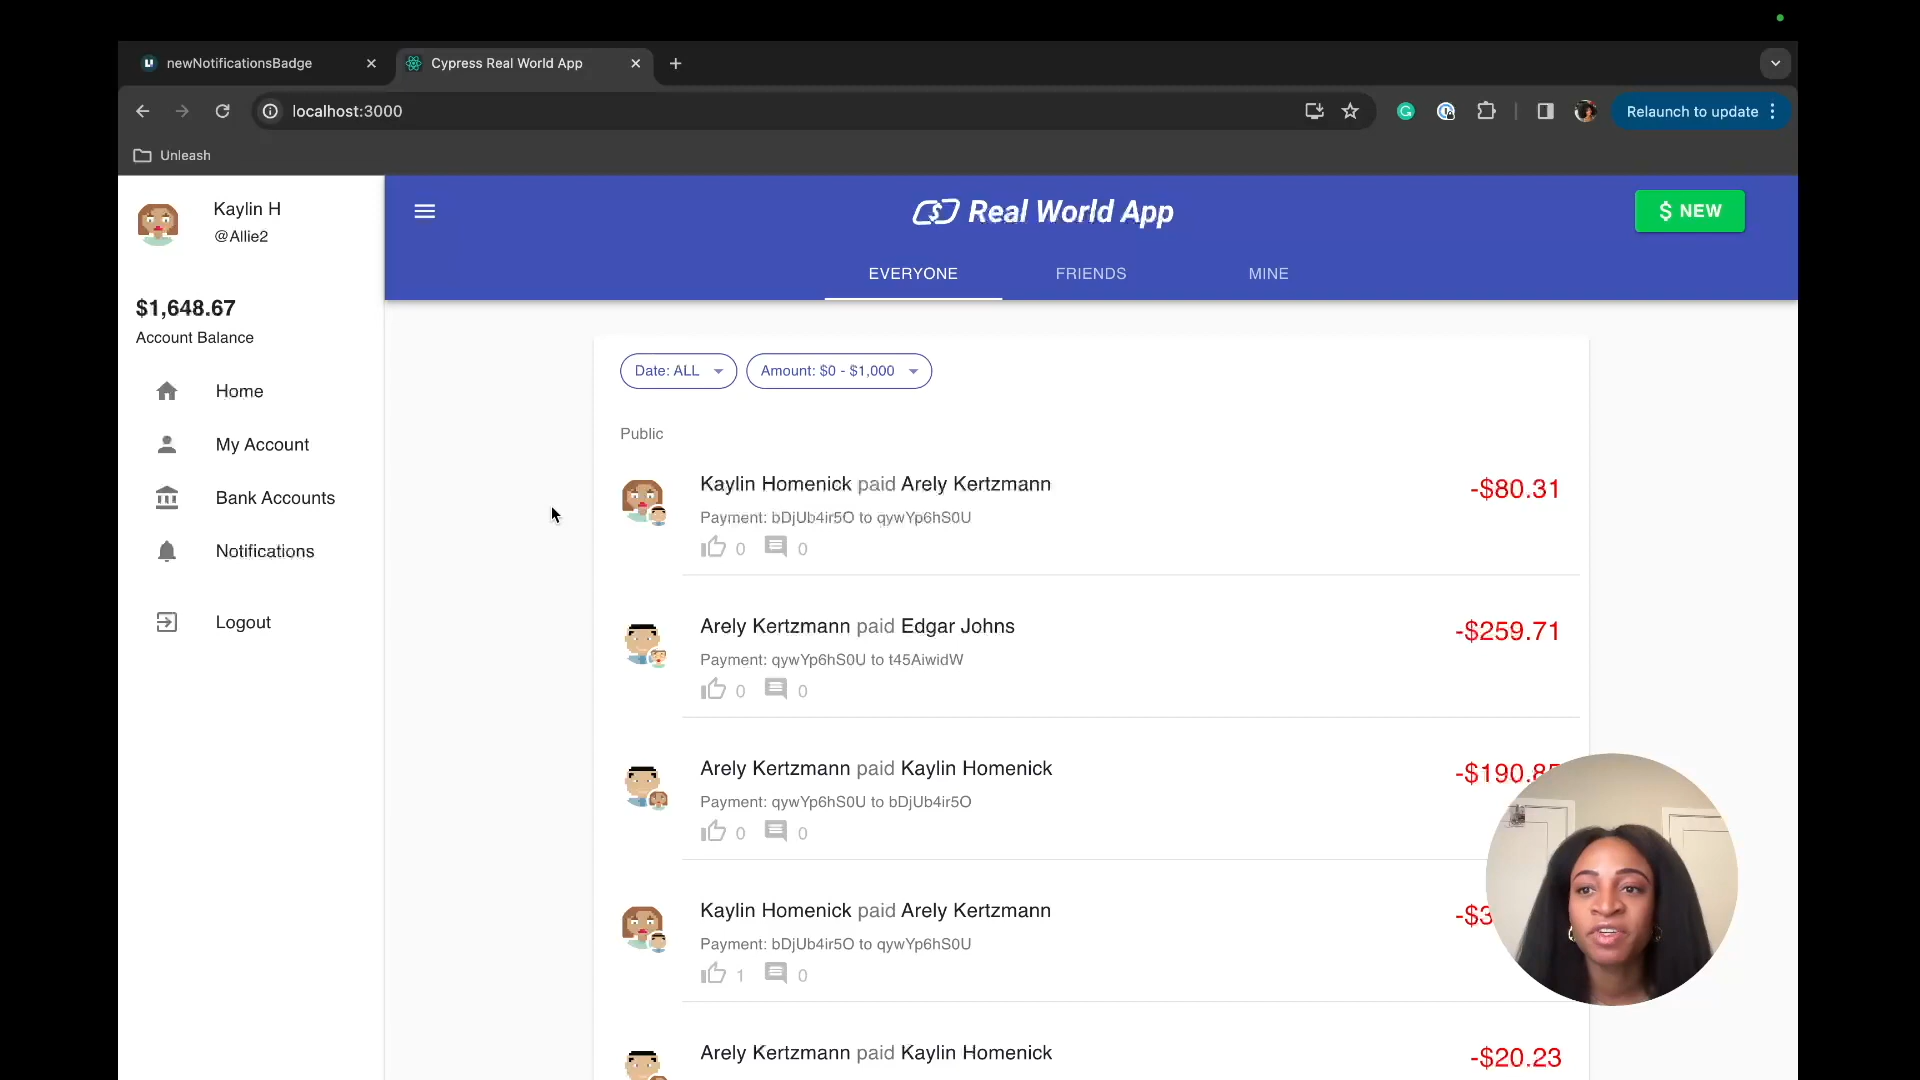 newNotificationsBadge
Cypress Real World App
localhost:3000
Relaunch to update
Unleash
Kaylin H
@Allie2
$1,648.67
Account Balance
Home
My Account
Bank Accounts
Notifications
Logout
Real World App
$ NEW
EVERYONE
FRIENDS
MINE
Date: ALL
Amount: $0 - $1,000
Public
Kaylin Homenick paid Arely Kertzmann
-$80.31
Payment: bDjUb4ir5O to qywYp6hS0U
0 0
Arely Kertzmann paid Edgar Johns
-$259.71
Payment: qywYp6hS0U to t45AiwidW
0 0
Arely Kertzmann paid Kaylin Homenick
-$190.85
Payment: qywYp6hS0U to bDjUb4ir5O
0 0
Kaylin Homenick paid Arely Kertzmann
-$3
Payment: bDjUb4ir5O to qywYp6hS0U
1 0
Arely Kertzmann paid Kaylin Homenick
-$20.23